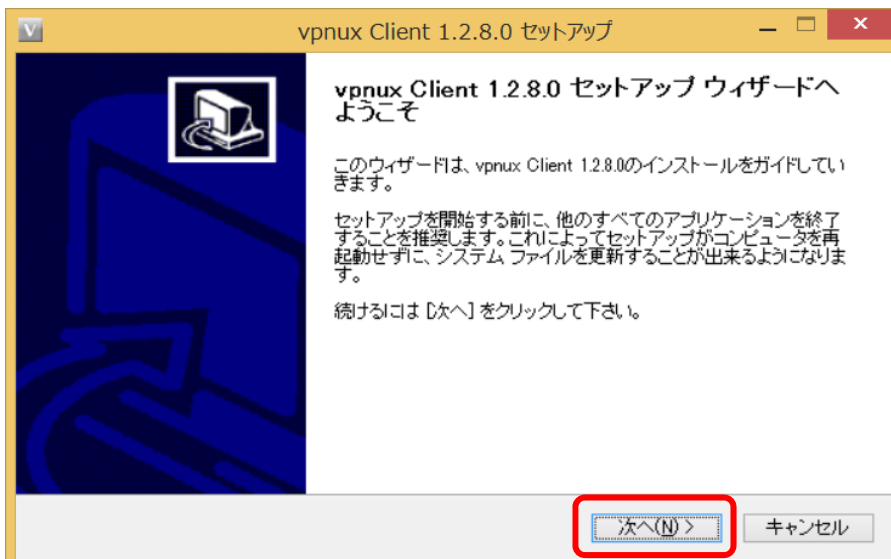 V
vpnux Client 1.2.8.0 セットアップ
vpnux Client 1.2.8.0 セットアップ ウィザードへ
ようこそ
このウィザードは、vpnux Client 1.2.8.0のインストールをガイドしてい
きます。
セットアップを開始する前に、他のすべてのアプリケーションを終了
することを推奨します。これによってセットアップがコンピュータを再
起動せずに、システム ファイルを更新することが出来るようになりま
す。
続けるには [次へ] をクリックして下さい。
次へ(N) >
キャンセル